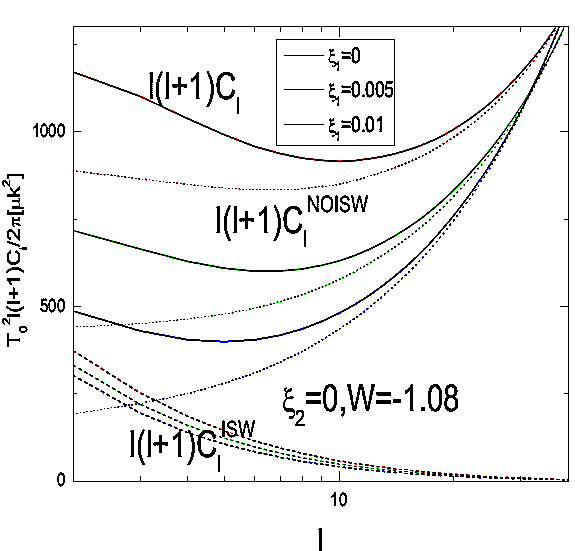 ξ1=0
ξ1=0.005
ξ1=0.01
l(l+1)Cl
l(l+1)Cl^NOISW
ξ2=0,W=-1.08
l(l+1)Cl^ISW
T0^2l(l+1)Cl/2π[μk^2]
1000
500
0
10
l